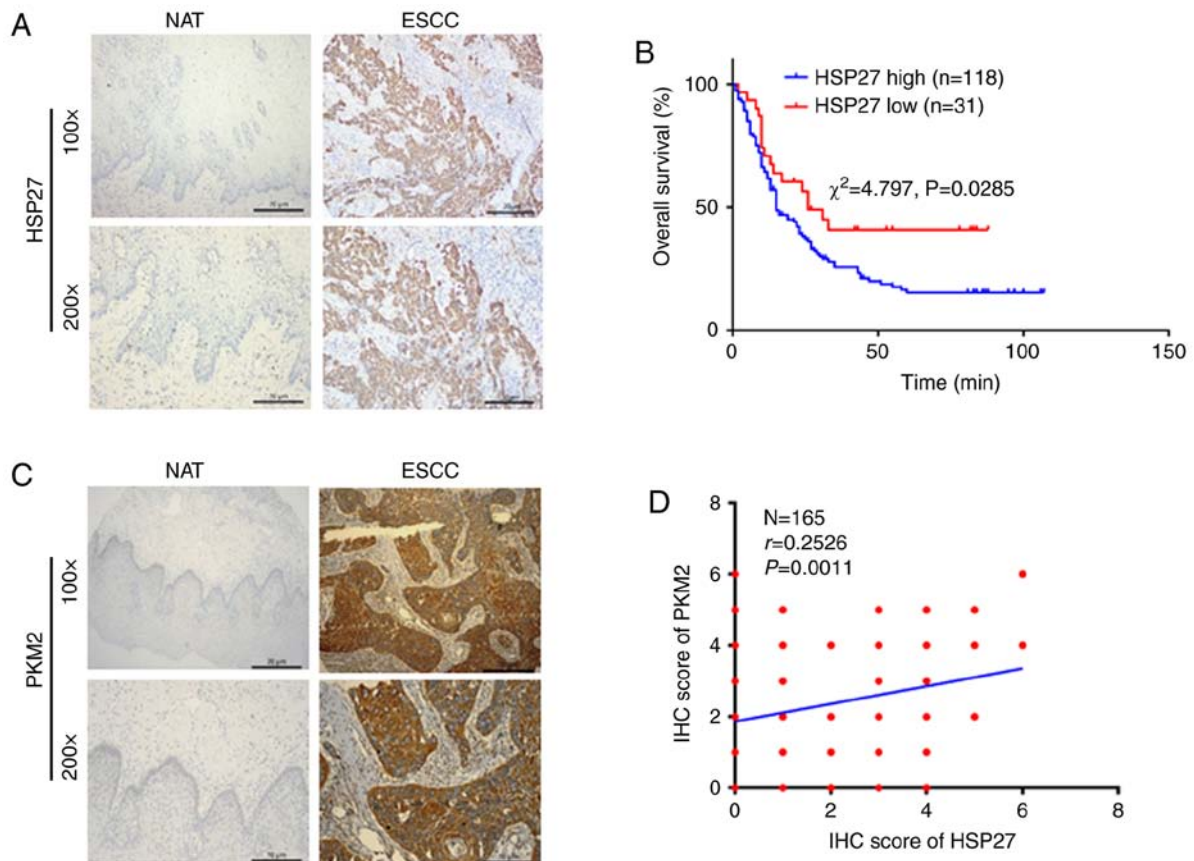 A
NAT
ESCC
HSP27
100×
200×
B
HSP27 high (n=118)
HSP27 low (n=31)
χ²=4.797, P=0.0285
Overall survival (%)
100
50
0
0
50
100
150
Time (min)
C
NAT
ESCC
PKM2
100×
200×
D
N=165
r=0.2526
P=0.0011
IHC score of PKM2
8
6
4
2
0
0
2
4
6
8
IHC score of HSP27